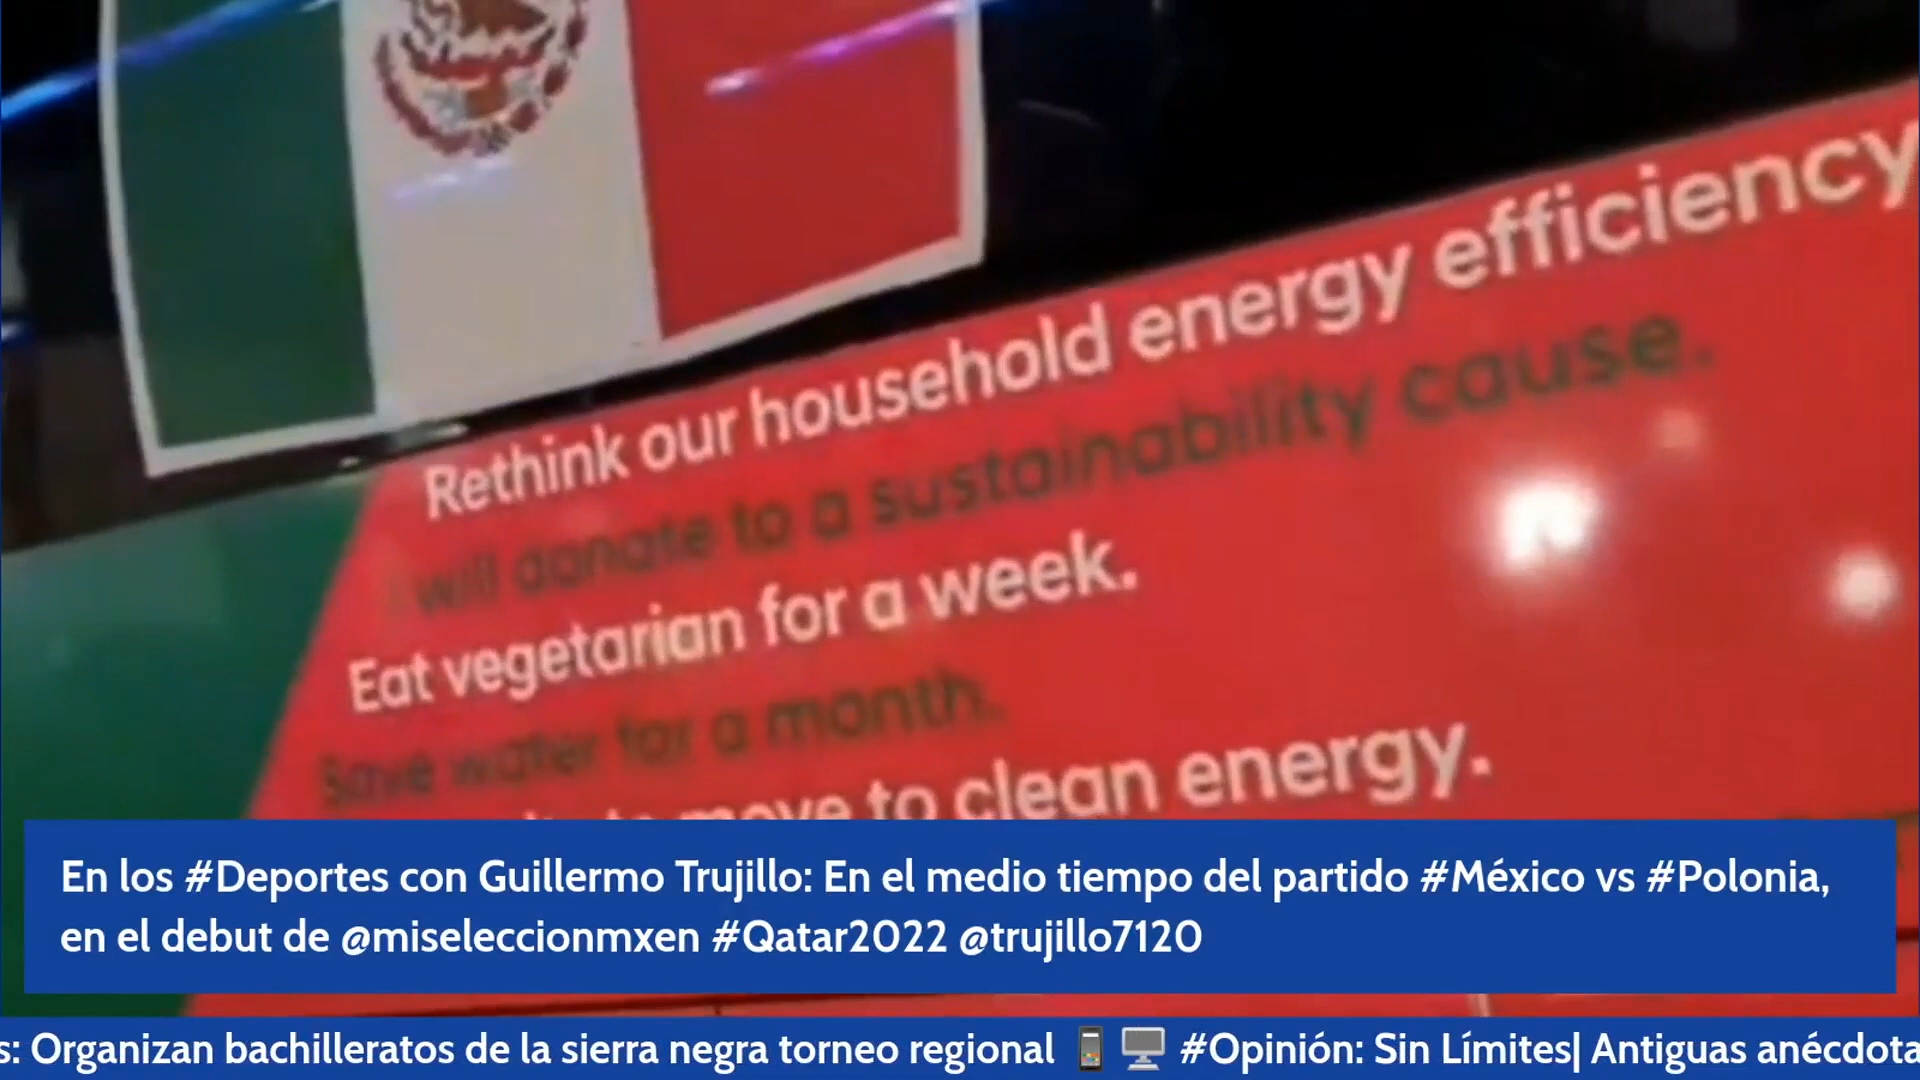 Rethink our household energy efficiency
I will donate to a sustainability cause.
Eat vegetarian for a week.
Save water for a month.
move to clean energy.
En los #Deportes con Guillermo Trujillo: En el medio tiempo del partido #México vs #Polonia,
en el debut de @miseleccionmxen #Qatar2022 @trujillo7120
s: Organizan bachilleratos de la sierra negra torneo regional 📱🖥️ #Opinión: Sin Límites| Antiguas anécdota